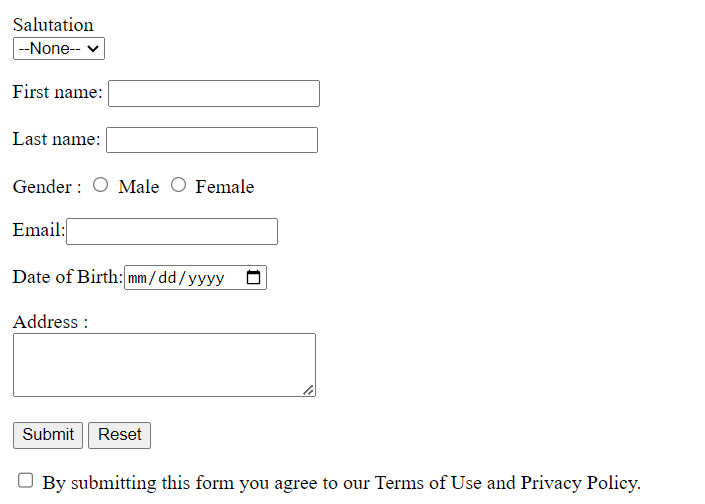 Salutation
--None--
First name:
Last name:
Gender : Male Female
Email:
Date of Birth: mm/dd/yyyy
Address :
Submit Reset
By submitting this form you agree to our Terms of Use and Privacy Policy.